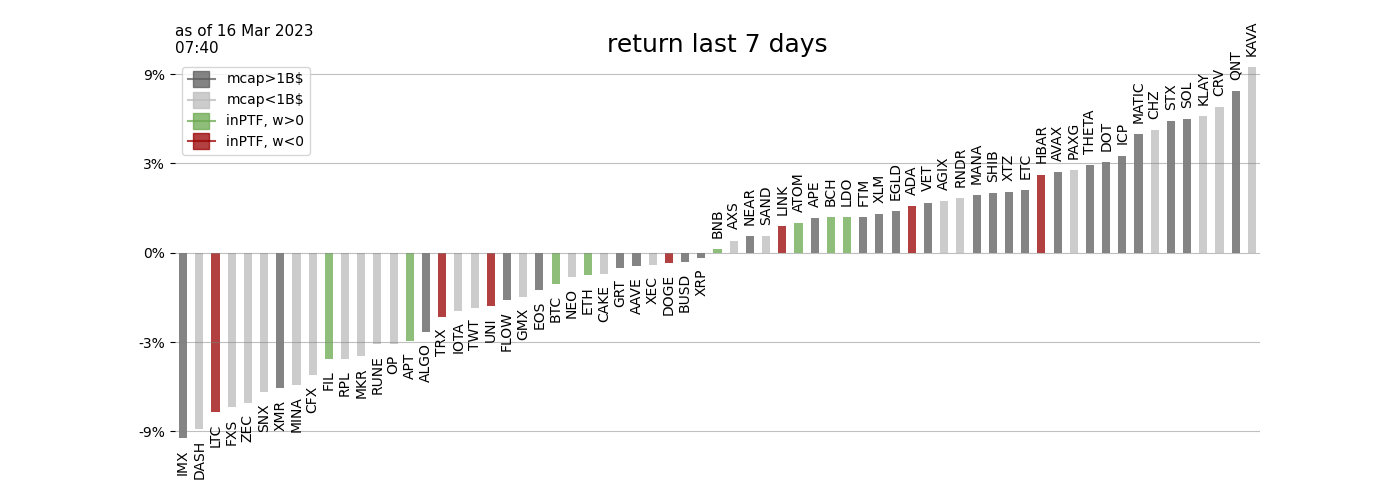 as of 16 Mar 2023
07:40
return last 7 days
mcap>1B$
mcap<1B$
inPTF, w>0
inPTF, w<0
9%
3%
0%
-3%
-9%
IMX
DASH
LTC
FXS
ZEC
SNX
XMR
MINA
CFX
FIL
RPL
MKR
RUNE
OP
APT
ALGO
TRX
IOTA
TWT
UNI
FLOW
GMX
EOS
BTC
NEO
ETH
CAKE
GRT
AAVE
XEC
DOGE
BUSD
XRP
BNB
AXS
NEAR
SAND
LINK
ATOM
APE
BCH
LDO
FTM
XLM
EGLD
ADA
VET
AGIX
RNDR
MANA
SHIB
XTZ
ETC
HBAR
AVAX
PAXG
THETA
DOT
ICP
MATIC
CHZ
STX
SOL
KLAY
CRV
QNT
KAVA